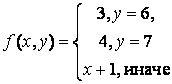 3, y = 6,
f(x, y) = { 4, y = 7
x + 1, иначе